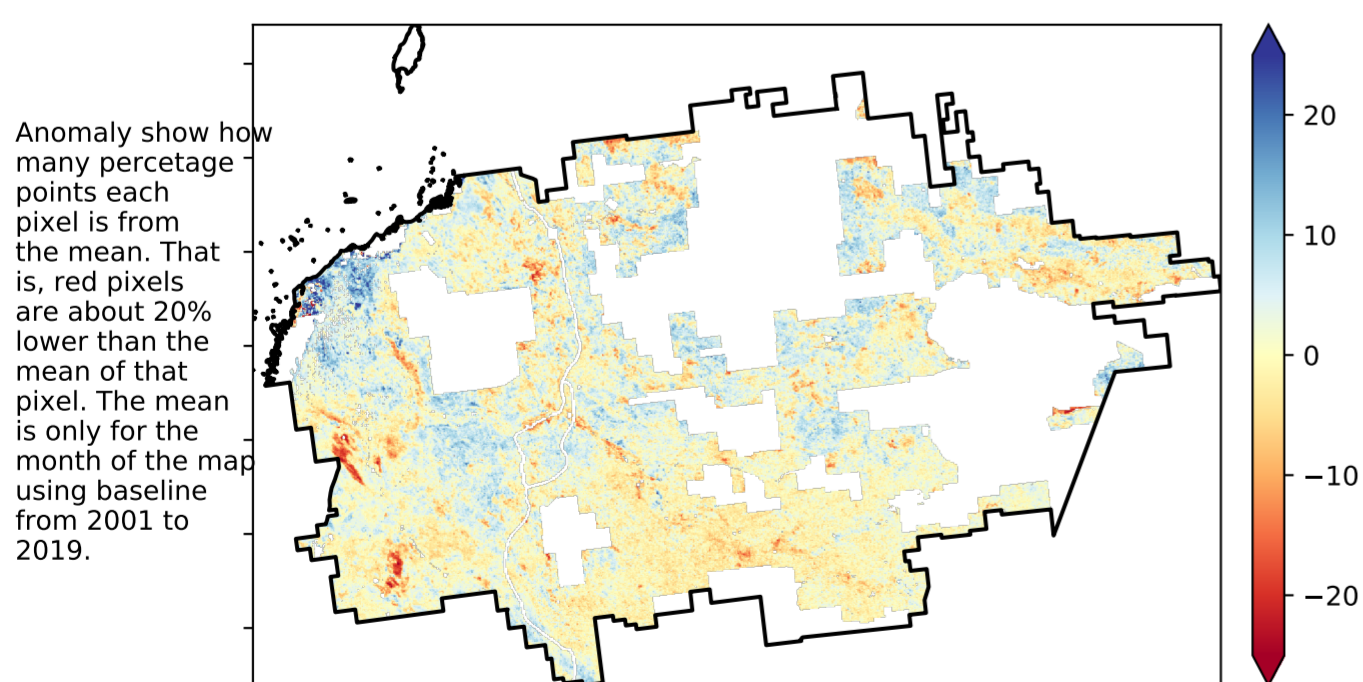 Anomaly show how
many percetage
points each
pixel is from
the mean. That
is, red pixels
are about 20%
lower than the
mean of that
pixel. The mean
is only for the
month of the map
using baseline
from 2001 to
2019.
20
10
0
−10
−20